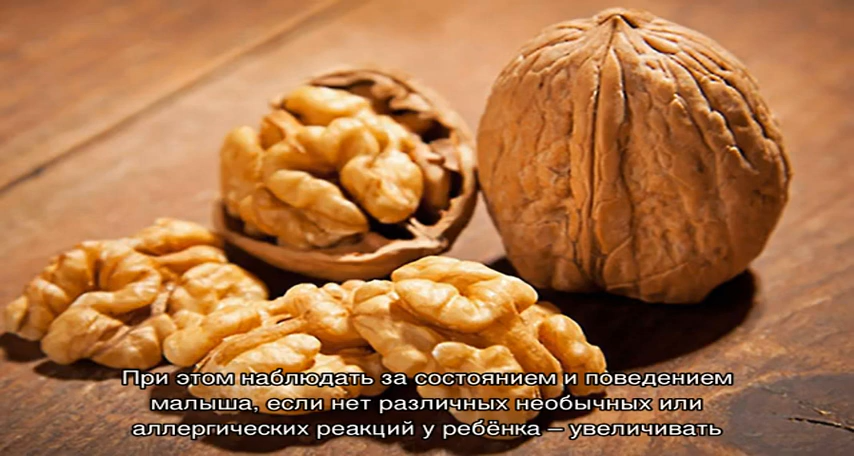 При этом наблюдать за состоянием и поведением
малыша, если нет различных необычных или
аллергических реакций у ребёнка – увеличивать